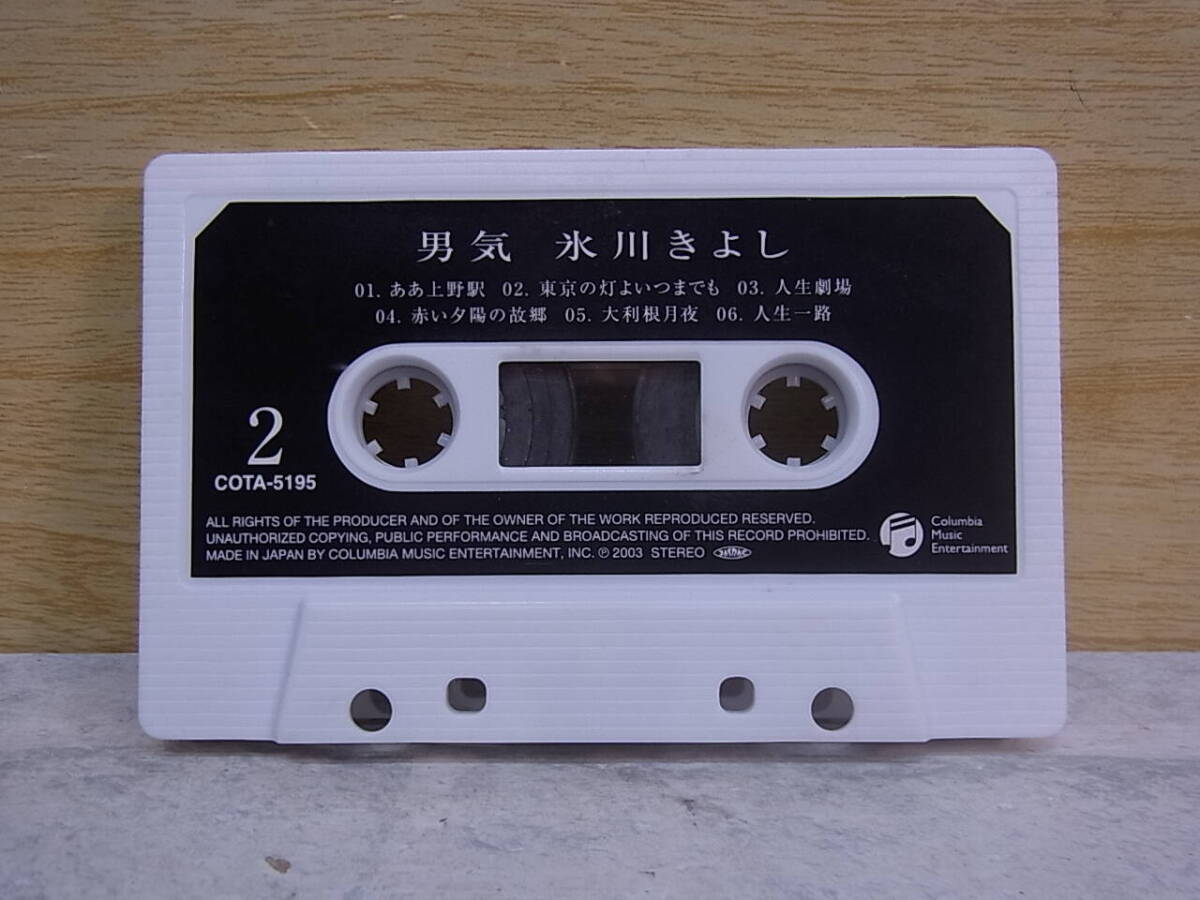 男気 氷川きよし
01. ああ上野駅 02. 東京の灯よいつまでも 03. 人生劇場
04. 赤い夕陽の故郷 05. 大利根月夜 06. 人生一路
2
COTA-5195
ALL RIGHTS OF THE PRODUCER AND OF THE OWNER OF THE WORK REPRODUCED RESERVED.
UNAUTHORIZED COPYING, PUBLIC PERFORMANCE AND BROADCASTING OF THIS RECORD PROHIBITED.
MADE IN JAPAN BY COLUMBIA MUSIC ENTERTAINMENT, INC. ℗ 2003 STEREO
Columbia
Music
Entertainment